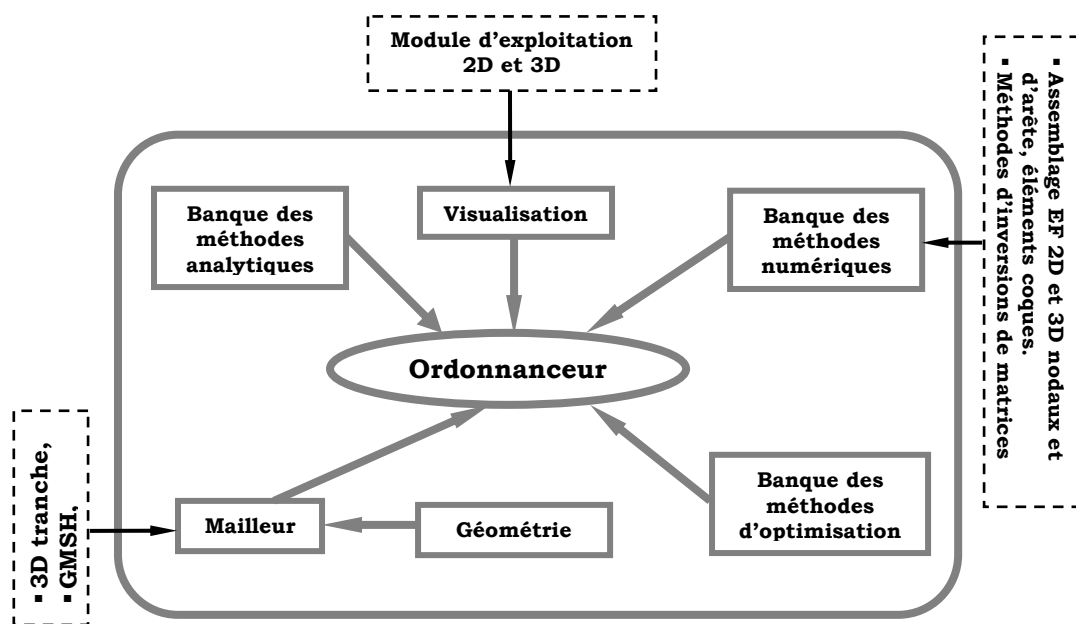 Module d'exploitation
2D et 3D
▪ Assemblage EF 2D et 3D nodaux et
d'arête, éléments coques.
▪ Méthodes d'inversions de matrices
Banque des
méthodes
analytiques
Visualisation
Banque des
méthodes
numériques
Ordonnanceur
▪ 3D tranche,
▪ GMSH,
Mailleur
Géométrie
Banque des
méthodes
d'optimisation